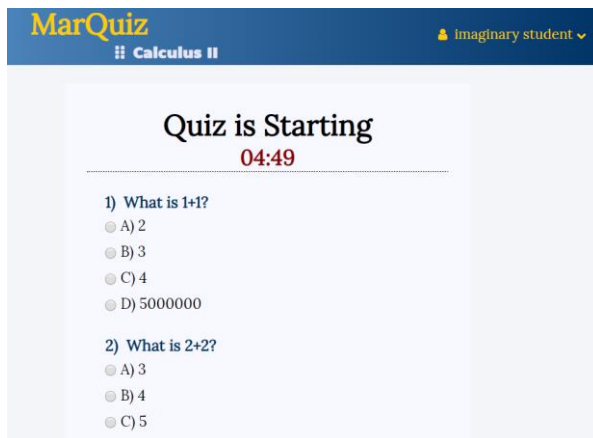 MarQuiz
Calculus II
imaginary student
Quiz is Starting
04:49
1) What is 1+1?
A) 2
B) 3
C) 4
D) 5000000
2) What is 2+2?
A) 3
B) 4
C) 5